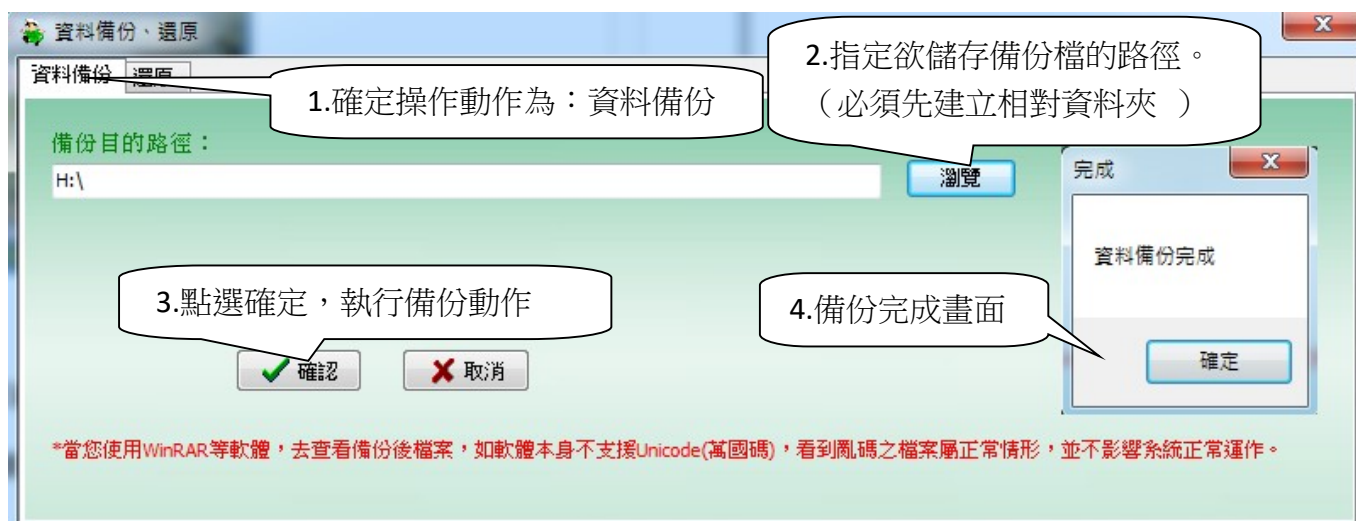 資料備份、還原
資料備份 還原
1.確定操作動作為：資料備份
2.指定欲儲存備份檔的路徑。
（必須先建立相對資料夾 ）
備份目的路徑：
H:\
瀏覽
完成
資料備份完成
確定
3.點選確定，執行備份動作
4.備份完成畫面
確認
取消
*當您使用WinRAR等軟體，去查看備份後檔案，如軟體本身不支援Unicode(萬國碼)，看到亂碼之檔案屬正常情形，並不影響系統正常運作。